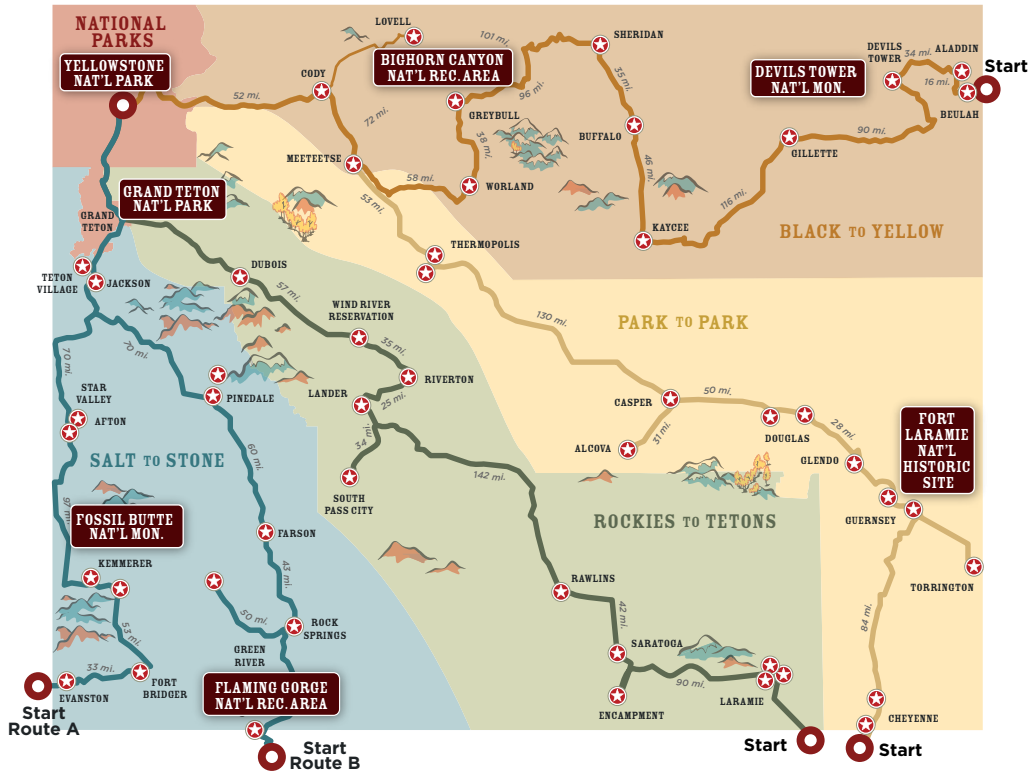 NATIONAL
PARKS
YELLOWSTONE
NAT'L PARK
52 mi.
CODY
LOVELL
101 mi.
BIGHORN CANYON
NAT'L REC. AREA
96 mi.
GREYBULL
38 mi.
WORLAND
58 mi.
72 mi.
MEETEETSE
SHERIDAN
35 mi.
BUFFALO
46 mi.
KAYCEE
116 mi.
GILLETTE
90 mi.
DEVILS TOWER
NAT'L MON.
DEVILS
TOWER
34 mi.
ALADDIN
16 mi.
BEULAH
Start
BLACK TO YELLOW
GRAND TETON
NAT'L PARK
GRAND
TETON
TETON
VILLAGE
JACKSON
DUBOIS
57 mi.
WIND RIVER
RESERVATION
35 mi.
RIVERTON
25 mi.
LANDER
34 mi.
SOUTH
PASS CITY
142 mi.
53 mi.
THERMOPOLIS
130 mi.
PARK TO PARK
CASPER
50 mi.
ALCOVA
31 mi.
DOUGLAS
28 mi.
GLENDO
GUERNSEY
FORT
LARAMIE
NAT'L
HISTORIC
SITE
TORRINGTON
84 mi.
CHEYENNE
Start
70 mi.
70 mi.
STAR
VALLEY
AFTON
PINEDALE
60 mi.
SALT TO STONE
97 mi.
FOSSIL BUTTE
NAT'L MON.
KEMMERER
53 mi.
33 mi.
EVANSTON
FORT
BRIDGER
Start
Route A
FARSON
43 mi.
ROCK
SPRINGS
50 mi.
GREEN
RIVER
FLAMING GORGE
NAT'L REC. AREA
Start
Route B
ROCKIES TO TETONS
RAWLINS
42 mi.
SARATOGA
ENCAMPMENT
90 mi.
LARAMIE
Start